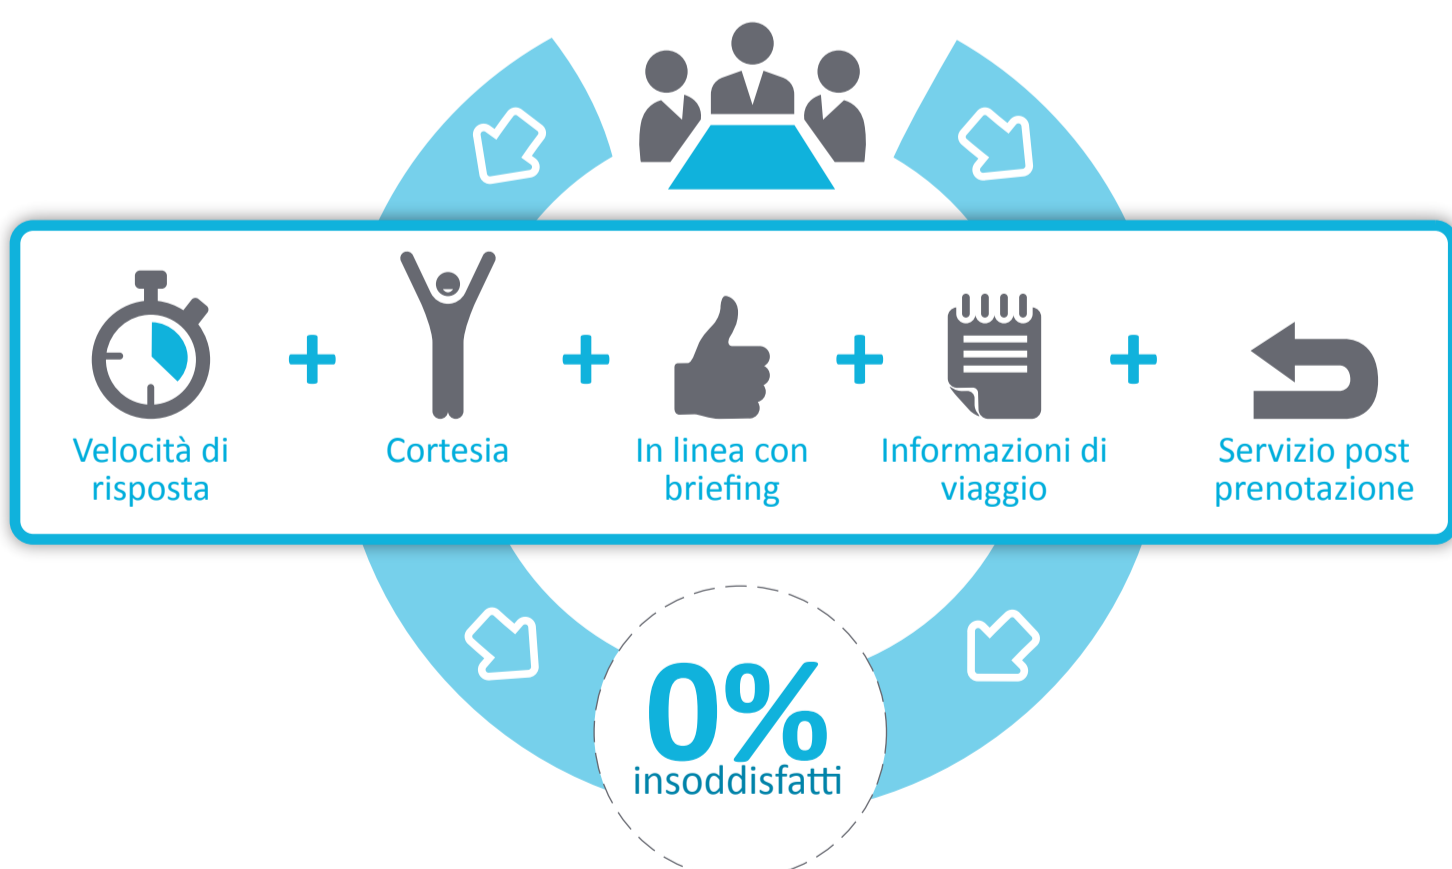 Velocità di
risposta
Cortesia
In linea con
briefing
Informazioni di
viaggio
Servizio post
prenotazione
0%
insoddisfatti